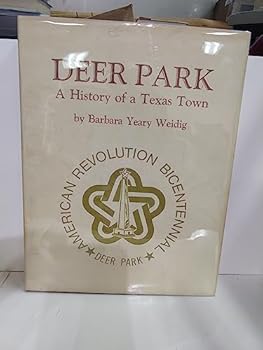 DEER PARK
A History of a Texas Town
by Barbara Yeary Weidig
AMERICAN REVOLUTION BICENTENNIAL
★ DEER PARK ★